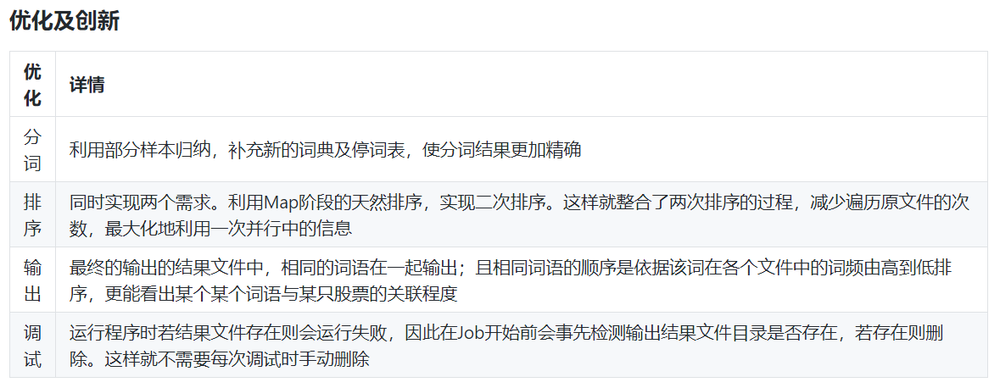 优化及创新
优
化
详情
分
词
利用部分样本归纳，补充新的词典及停词表，使分词结果更加精确
排
序
同时实现两个需求。利用Map阶段的天然排序，实现二次排序。这样就整合了两次排序的过程，减少遍历原文件的次
数，最大化地利用一次并行中的信息
输
出
最终的输出的结果文件中，相同的词语在一起输出；且相同词语的顺序是依据该词在各个文件中的词频由高到低排
序，更能看出某个某个词语与某只股票的关联程度
调
试
运行程序时若结果文件存在则会运行失败，因此在Job开始前会事先检测输出结果文件目录是否存在，若存在则删
除。这样就不需要每次调试时手动删除